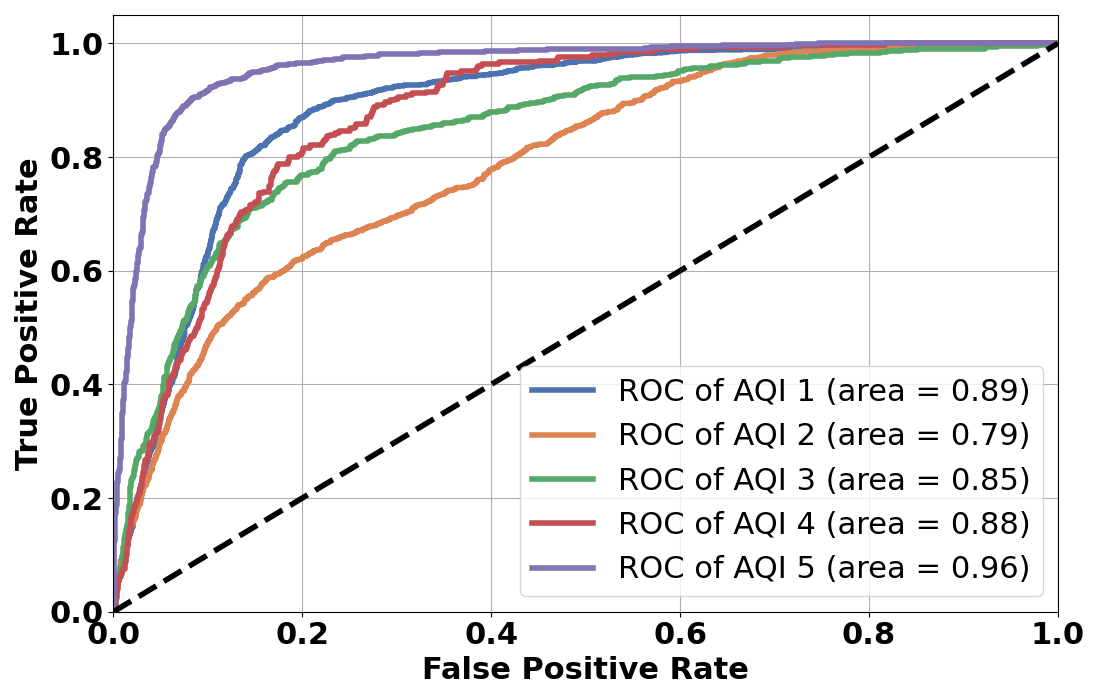 True Positive Rate
1.0
0.8
0.6
0.4
0.2
0.0
0.0 0.2 0.4 0.6 0.8 1.0
False Positive Rate
ROC of AQI 1 (area = 0.89)
ROC of AQI 2 (area = 0.79)
ROC of AQI 3 (area = 0.85)
ROC of AQI 4 (area = 0.88)
ROC of AQI 5 (area = 0.96)